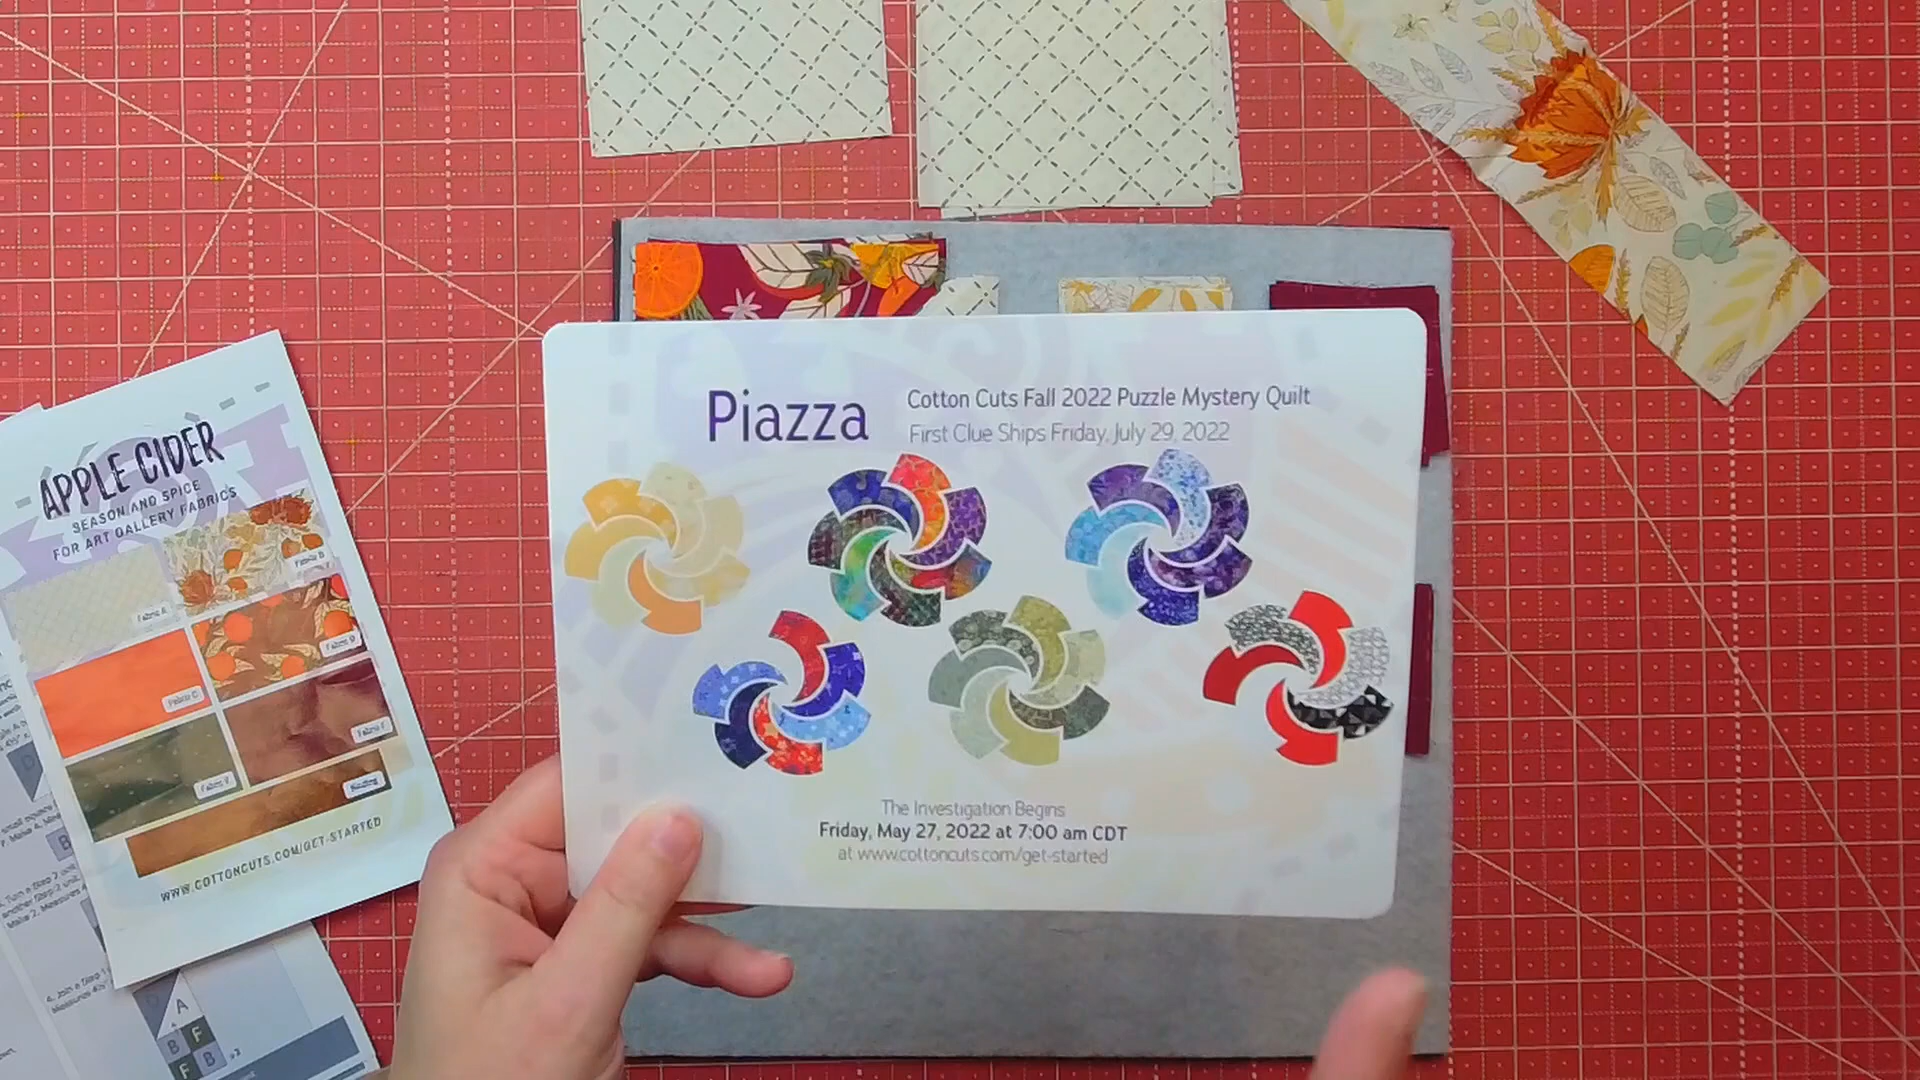 Piazza
Cotton Cuts Fall 2022 Puzzle Mystery Quilt
First Clue Ships Friday, July 29, 2022
The Investigation Begins
Friday, May 27, 2022 at 7:00 am CDT
at www.cottoncuts.com/get-started
APPLE CIDER
SEASON AND SPICE
FOR ART GALLERY FABRICS
Fabric A
Fabric B
Fabric C
Fabric D
Fabric F
Binding
WWW.COTTONCUTS.COM/GET-STARTED
A
B
F
F
B
x2